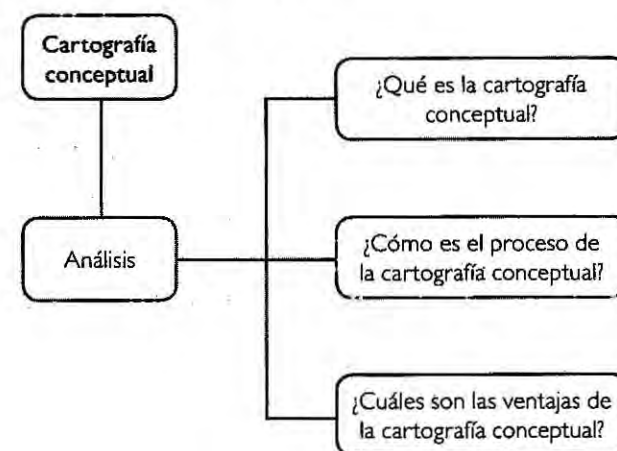 Cartografía
conceptual
¿Qué es la cartografía
conceptual?
Análisis
¿Cómo es el proceso de
la cartografía conceptual?
¿Cuáles son las ventajas de
la cartografía conceptual?